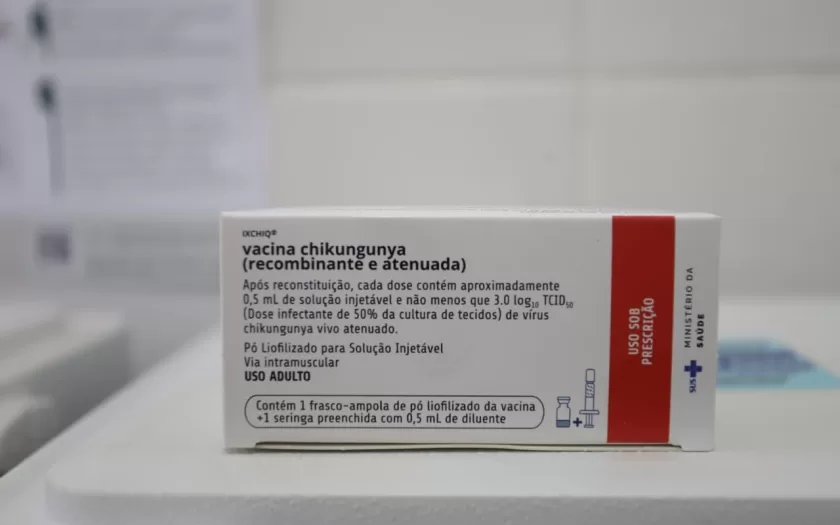 IXCHIQ®
vacina chikungunya
(recombinante e atenuada)
Após reconstituição, cada dose contém aproximadamente
0,5 mL de solução injetável e não menos que 3.0 log₁₀ TCID₅₀
(Dose infectante de 50% da cultura de tecidos) de vírus
chikungunya vivo atenuado.
Pó Liofilizado para Solução Injetável
Via intramuscular
USO ADULTO
Contém 1 frasco-ampola de pó liofilizado da vacina
+1 seringa preenchida com 0,5 mL de diluente
+
USO SOB
PRESCRIÇÃO
SUS
MINISTÉRIO DA
SAÚDE